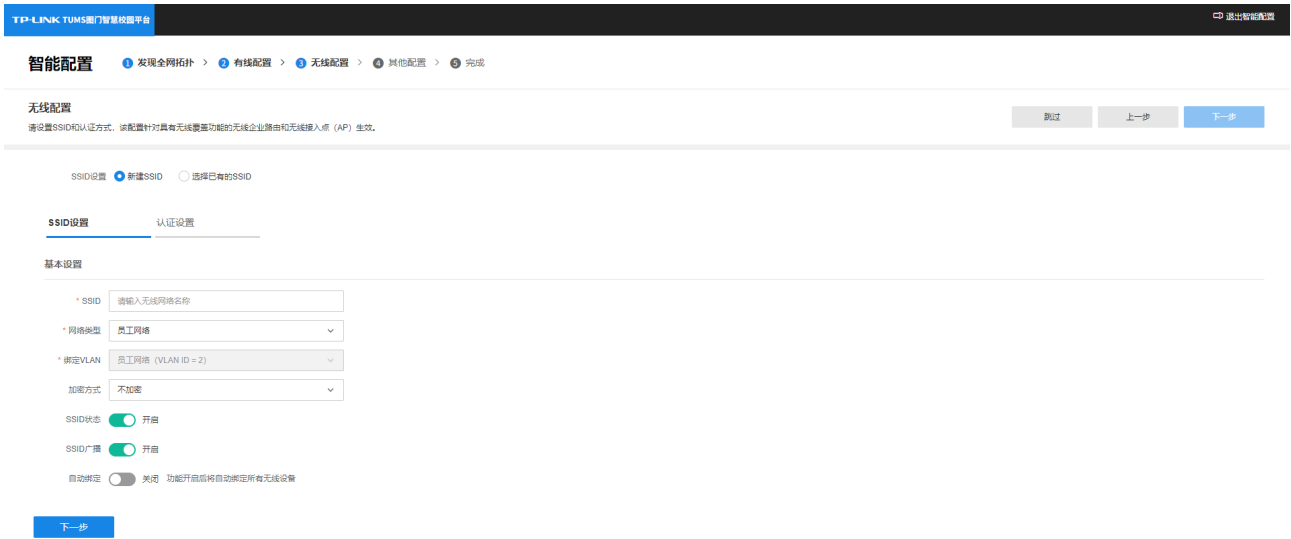 TP-LINK TUMS图门智慧校园平台
退出智能配置
智能配置 1 发现全网拓扑 > 2 有线配置 > 3 无线配置 > 4 其他配置 > 5 完成
无线配置
请设置SSID和认证方式，该配置针对具有无线覆盖功能的无线企业路由和无线接入点（AP）生效。
跳过 上一步 下一步
SSID设置 新建SSID 选择已有的SSID
SSID设置 认证设置
基本设置
* SSID 请输入无线网络名称
* 网络类型 员工网络
* 绑定VLAN 员工网络（VLAN ID = 2）
加密方式 不加密
SSID状态 开启
SSID广播 开启
自动绑定 关闭 功能开启后将自动绑定所有无线设备
下一步